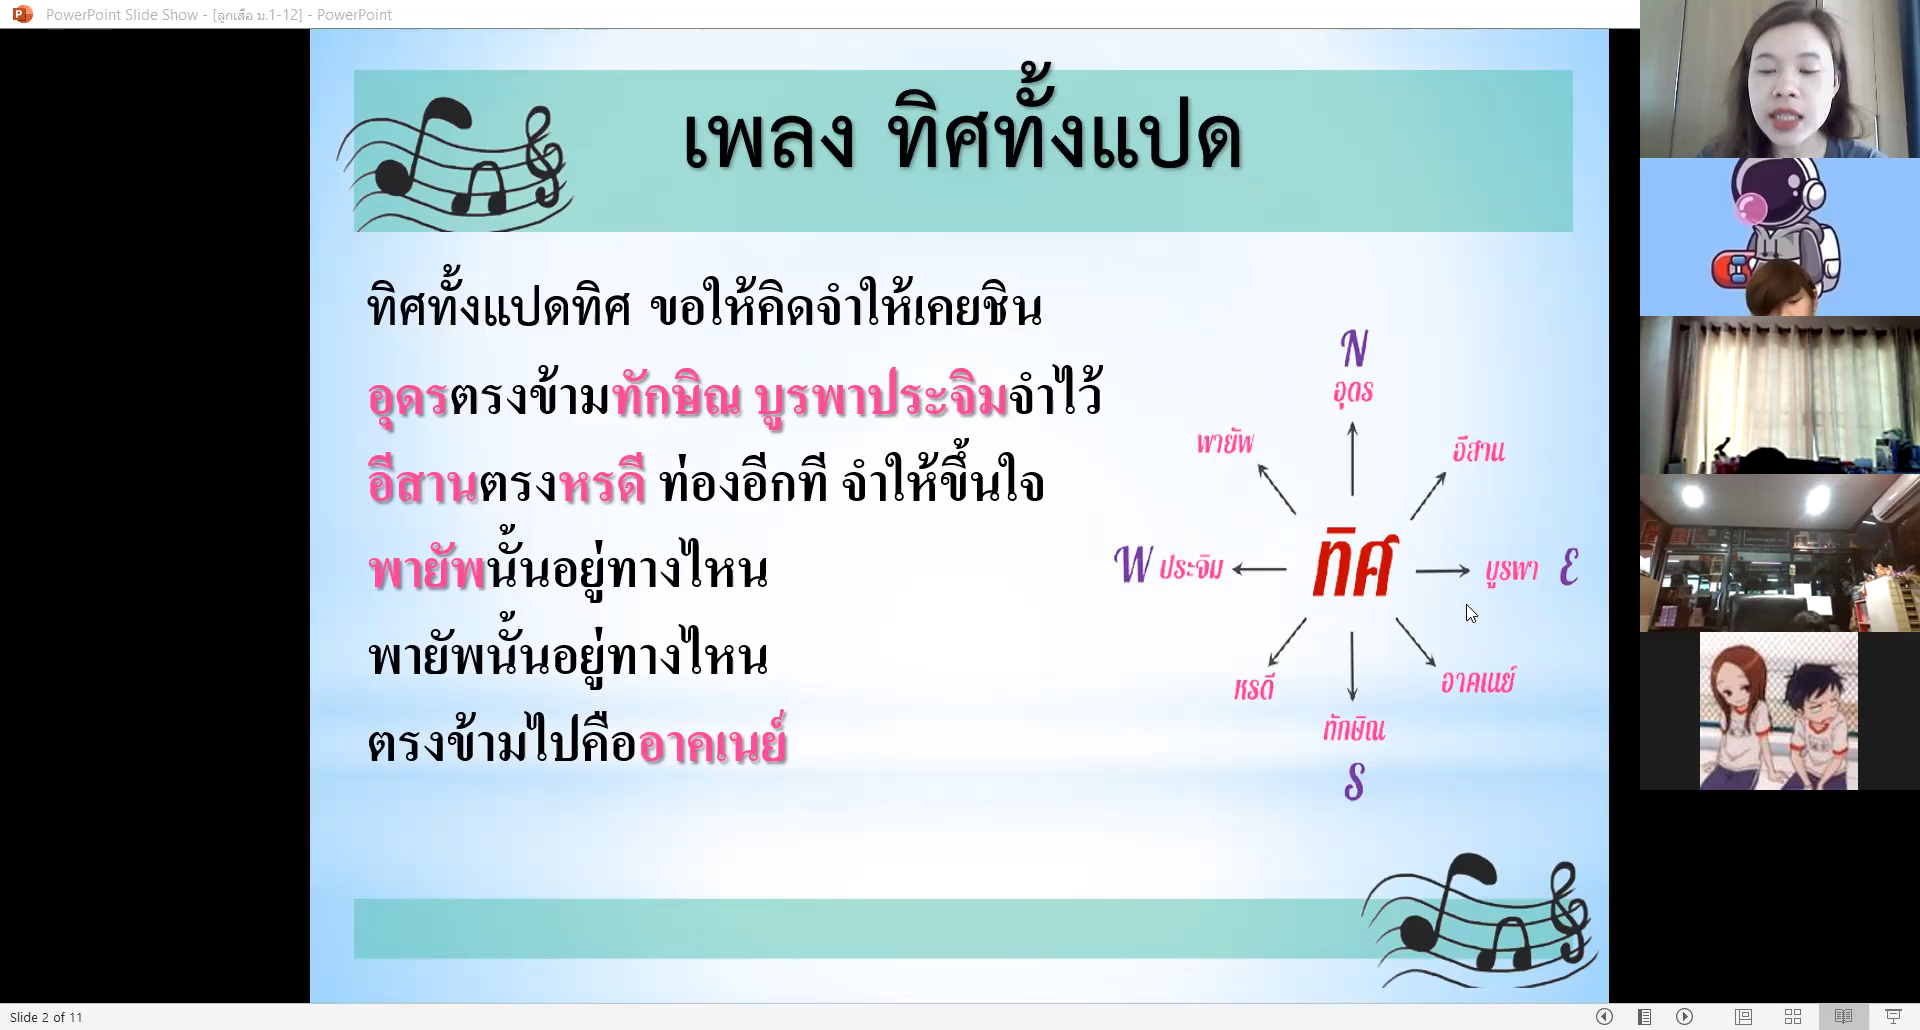 PowerPoint Slide Show - [ลูกเสือ ม.1-12] - PowerPoint
เพลง ทิศทั้งแปด
ทิศทั้งแปดทิศ ขอให้คิดจำให้เคยชิน
อุดรตรงข้ามทักษิณ บูรพาประจิมจำไว้
อีสานตรงหรดี ท่องอีกที จำให้ขึ้นใจ
พายัพนั้นอยู่ทางไหน
พายัพนั้นอยู่ทางไหน
ตรงข้ามไปคืออาคเนย์
N
อุดร
พายัพ
อีสาน
W ประจิม
ทิศ
บูรพา E
หรดี
อาคเนย์
ทักษิณ
S
Slide 2 of 11